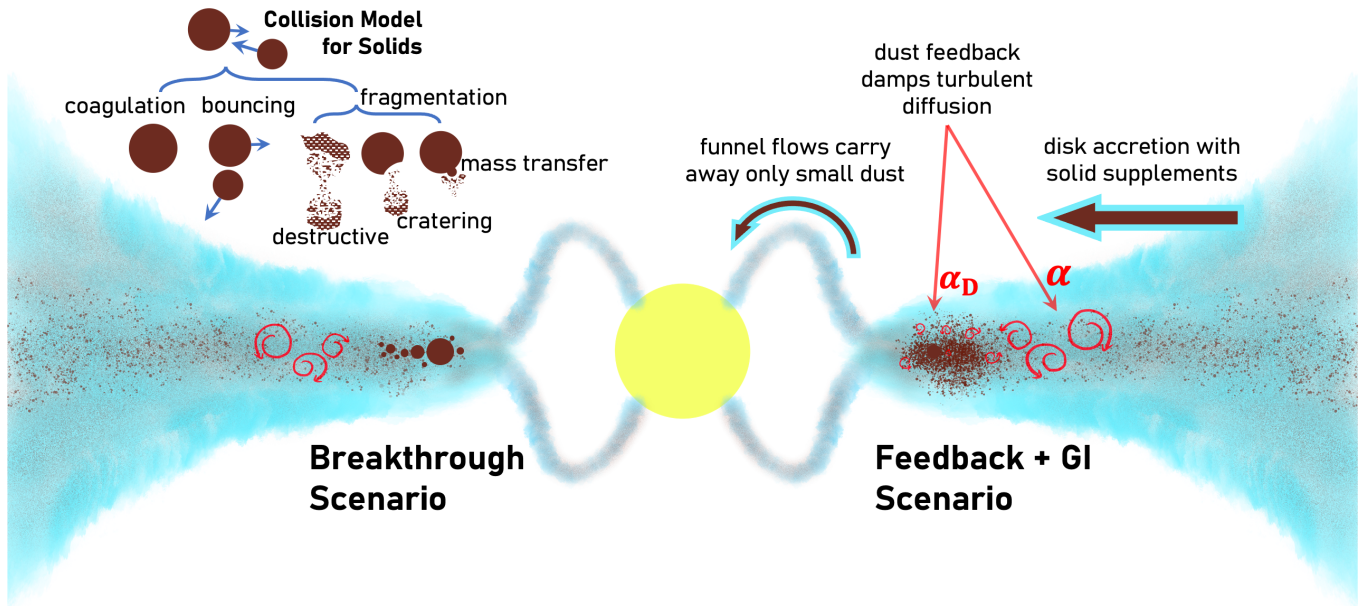 Collision Model
for Solids
coagulation
bouncing
fragmentation
mass transfer
cratering
destructive
funnel flows carry
away only small dust
dust feedback
damps turbulent
diffusion
disk accretion with
solid supplements
α_D
α
Breakthrough
Scenario
Feedback + GI
Scenario